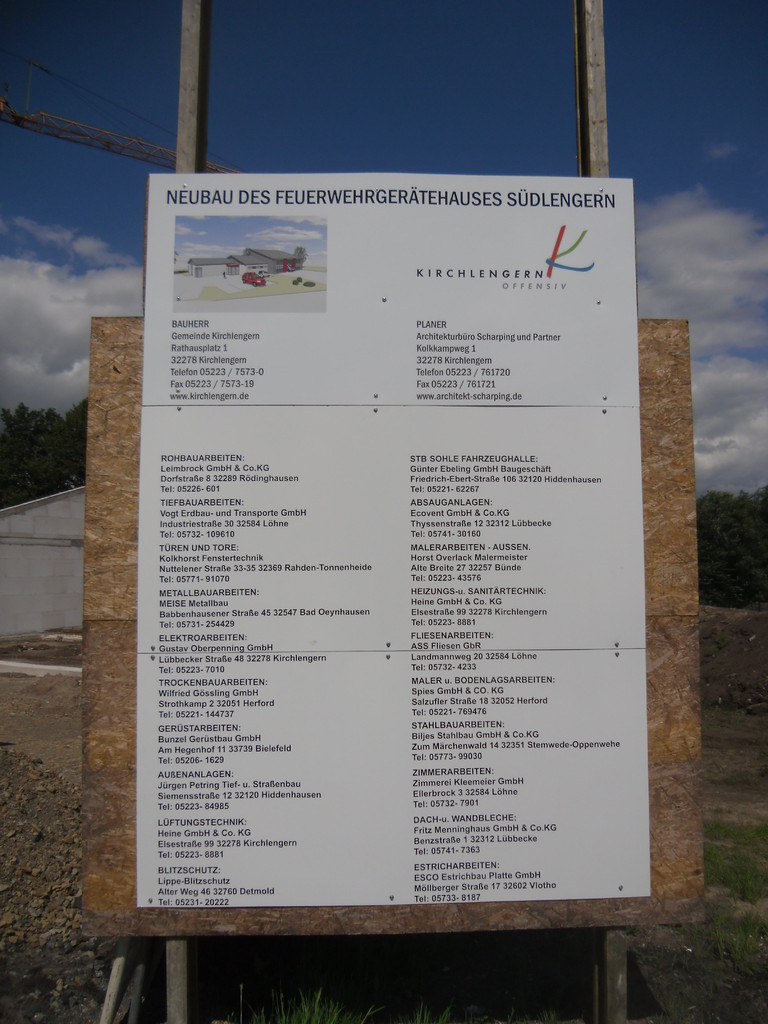 NEUBAU DES FEUERWEHRGERÄTEHAUSES SÜDLENGERN
KIRCHLENGERN
OFFENSIV
BAUHERR
Gemeinde Kirchlengern
Rathausplatz 1
32278 Kirchlengern
Telefon 05223 / 7573-0
Fax 05223 / 7573-19
www.kirchlengern.de
PLANER
Architekturbüro Scharping und Partner
Kolkkampweg 1
32278 Kirchlengern
Telefon 05223 / 761720
Fax 05223 / 761721
www.architekt-scharping.de
ROHBAUARBEITEN:
Leimbrock GmbH & Co.KG
Dorfstraße 8 32289 Rödinghausen
Tel: 05226- 601
TIEFBAUARBEITEN:
Vogt Erdbau- und Transporte GmbH
Industriestraße 30 32584 Löhne
Tel: 05732- 109610
TÜREN UND TORE:
Kolkhorst Fenstertechnik
Nuttelener Straße 33-35 32369 Rahden-Tonnenheide
Tel: 05771- 91070
METALLBAUARBEITEN:
MEISE Metallbau
Babbenhausener Straße 45 32547 Bad Oeynhausen
Tel: 05731- 254429
ELEKTROARBEITEN:
Gustav Oberpenning GmbH
Lübbecker Straße 48 32278 Kirchlengern
Tel: 05223- 7010
TROCKENBAUARBEITEN:
Wilfried Gössling GmbH
Strothkamp 2 32051 Herford
Tel: 05221- 144737
GERÜSTARBEITEN:
Bunzel Gerüstbau GmbH
Am Hegenhof 11 33739 Bielefeld
Tel: 05206- 1629
AUßENANLAGEN:
Jürgen Petring Tief- u. Straßenbau
Siemensstraße 12 32120 Hiddenhausen
Tel: 05223- 84985
LÜFTUNGSTECHNIK:
Heine GmbH & Co. KG
Elsestraße 99 32278 Kirchlengern
Tel: 05223- 8881
BLITZSCHUTZ:
Lippe-Blitzschutz
Alter Weg 46 32760 Detmold
Tel: 05231- 20222
STB SOHLE FAHRZEUGHALLE:
Günter Ebeling GmbH Baugeschäft
Friedrich-Ebert-Straße 106 32120 Hiddenhausen
Tel: 05221- 62267
ABSAUGANLAGEN:
Ecovent GmbH & Co.KG
Thyssenstraße 12 32312 Lübbecke
Tel: 05741- 30160
MALERARBEITEN - AUSSEN.
Horst Overlack Malermeister
Alte Breite 27 32257 Bünde
Tel: 05223- 43576
HEIZUNGS-u. SANITÄRTECHNIK:
Heine GmbH & Co. KG
Elsestraße 99 32278 Kirchlengern
Tel: 05223- 8881
FLIESENARBEITEN:
ASS Fliesen GbR
Landmannweg 20 32584 Löhne
Tel: 05732- 4233
MALER u. BODENLAGSARBEITEN:
Spies GmbH & CO. KG
Salzufler Straße 18 32052 Herford
Tel: 05221- 769476
STAHLBAUARBEITEN:
Biljes Stahlbau GmbH & Co.KG
Zum Märchenwald 14 32351 Stemwede-Oppenwehe
Tel: 05773- 99030
ZIMMERARBEITEN:
Zimmerei Kleemeier GmbH
Ellerbrock 3 32584 Löhne
Tel: 05732- 7901
DACH-u. WANDBLECHE:
Fritz Menninghaus GmbH & Co.KG
Benzstraße 1 32312 Lübbecke
Tel: 05741- 7363
ESTRICHARBEITEN:
ESCO Estrichbau Platte GmbH
Möllberger Straße 17 32602 Vlotho
Tel: 05733- 8187